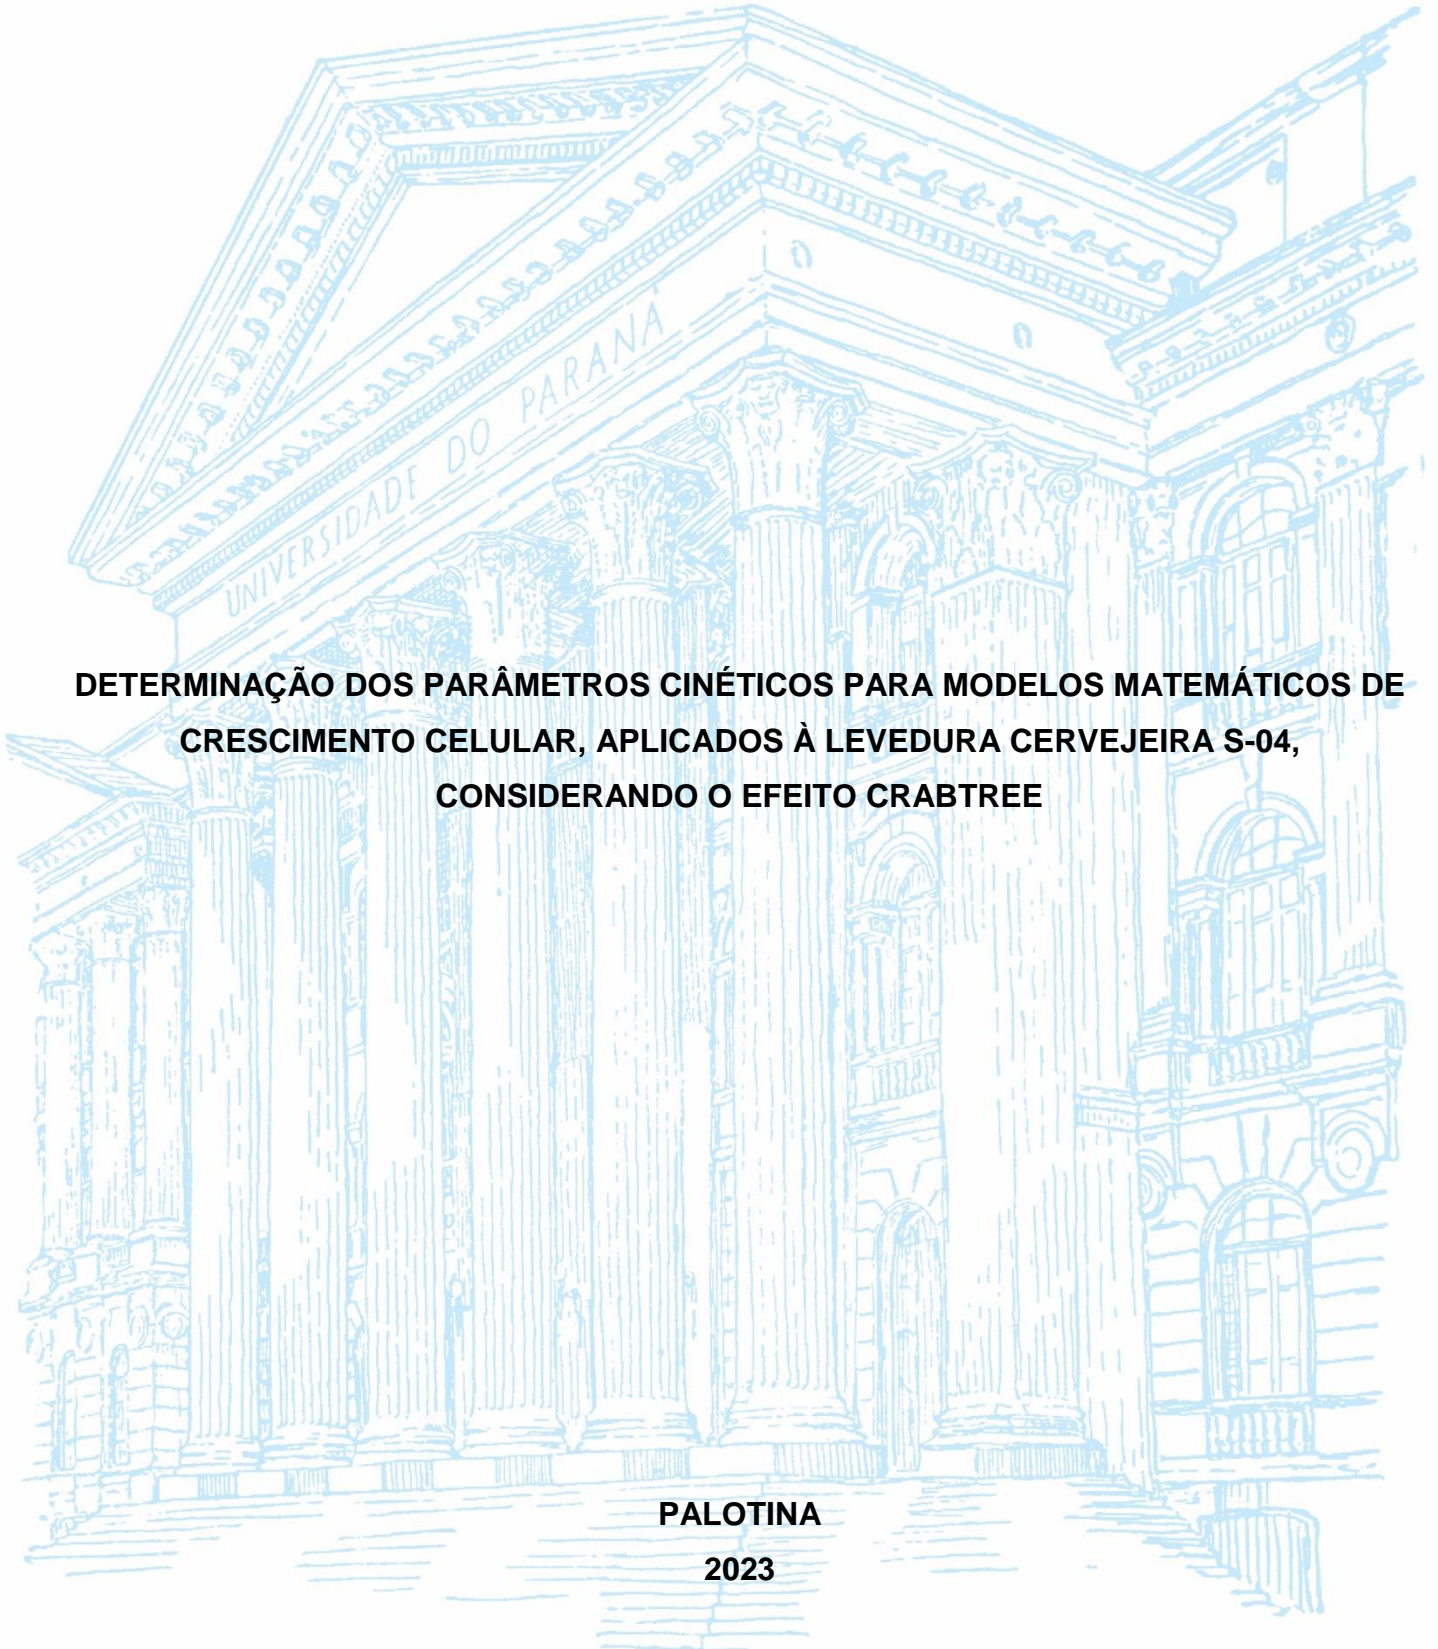 UNIVERSIDADE DO PARANÁ
DETERMINAÇÃO DOS PARÂMETROS CINÉTICOS PARA MODELOS MATEMÁTICOS DE
CRESCIMENTO CELULAR, APLICADOS À LEVEDURA CERVEJEIRA S-04,
CONSIDERANDO O EFEITO CRABTREE
PALOTINA
2023